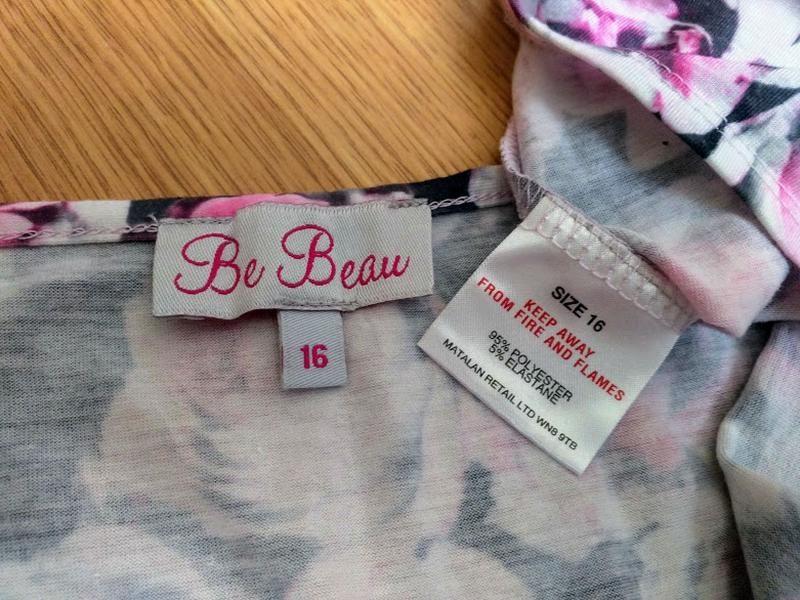 Be Beau
16
SIZE 16
KEEP AWAY
FROM FIRE AND FLAMES
95% POLYESTER
5% ELASTANE
MATALAN RETAIL LTD WN8 9TB